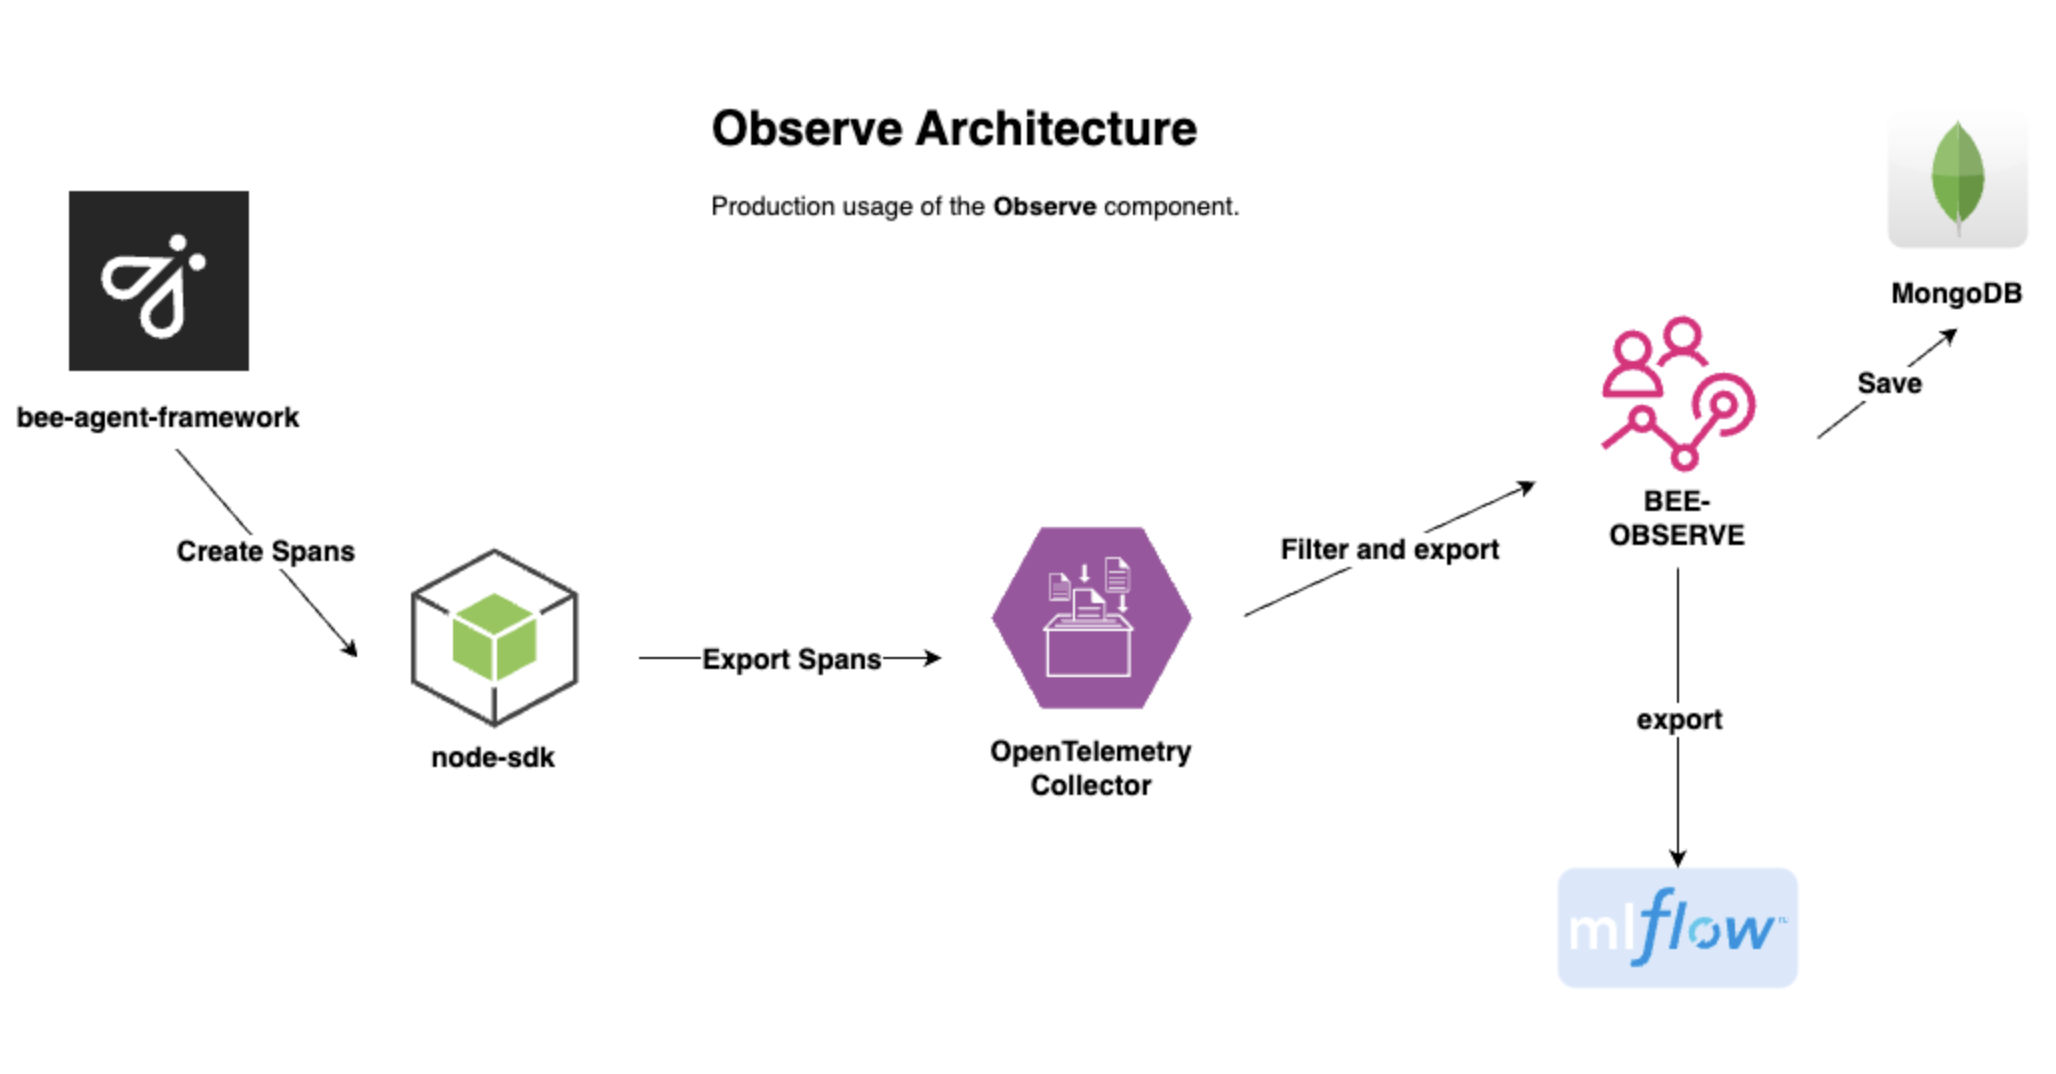 Observe Architecture
Production usage of the Observe component.
bee-agent-framework
Create Spans
node-sdk
Export Spans
OpenTelemetry
Collector
Filter and export
BEE-
OBSERVE
Save
MongoDB
export
mlflow